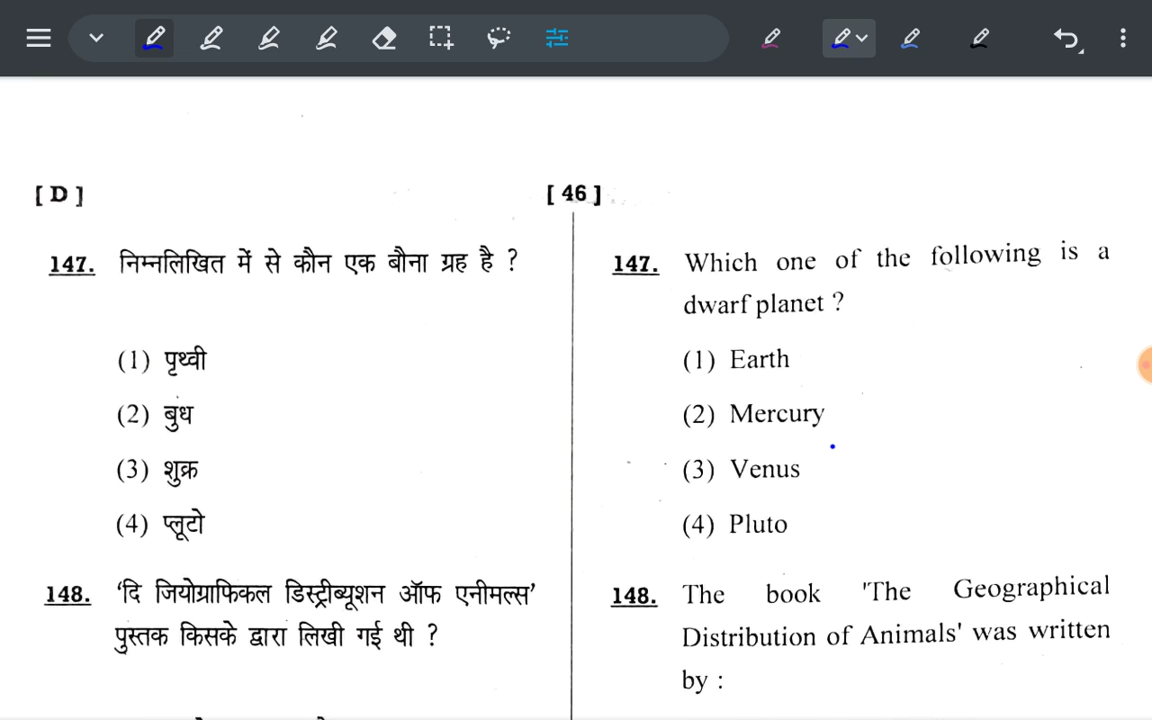 [ D ]
[ 46 ]
147. निम्नलिखित में से कौन एक बौना ग्रह है ?
(1) पृथ्वी
(2) बुध
(3) शुक्र
(4) प्लूटो
148. ‘दि जियोग्राफिकल डिस्ट्रीब्यूशन ऑफ एनीमल्स’
पुस्तक किसके द्वारा लिखी गई थी ?
147. Which one of the following is a
dwarf planet ?
(1) Earth
(2) Mercury
(3) Venus
(4) Pluto
148. The book 'The Geographical
Distribution of Animals' was written
by :